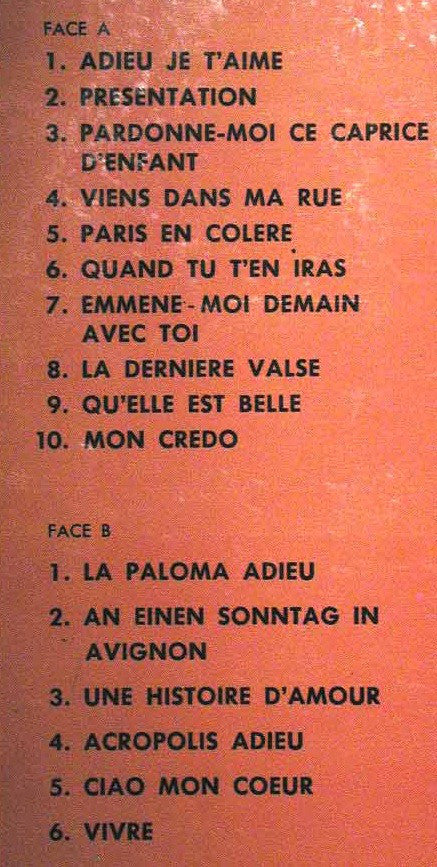 FACE A
1. ADIEU JE T'AIME
2. PRESENTATION
3. PARDONNE-MOI CE CAPRICE
D'ENFANT
4. VIENS DANS MA RUE
5. PARIS EN COLERE
6. QUAND TU T'EN IRAS
7. EMMENE-MOI DEMAIN
AVEC TOI
8. LA DERNIERE VALSE
9. QU'ELLE EST BELLE
10. MON CREDO
FACE B
1. LA PALOMA ADIEU
2. AN EINEN SONNTAG IN
AVIGNON
3. UNE HISTOIRE D'AMOUR
4. ACROPOLIS ADIEU
5. CIAO MON COEUR
6. VIVRE